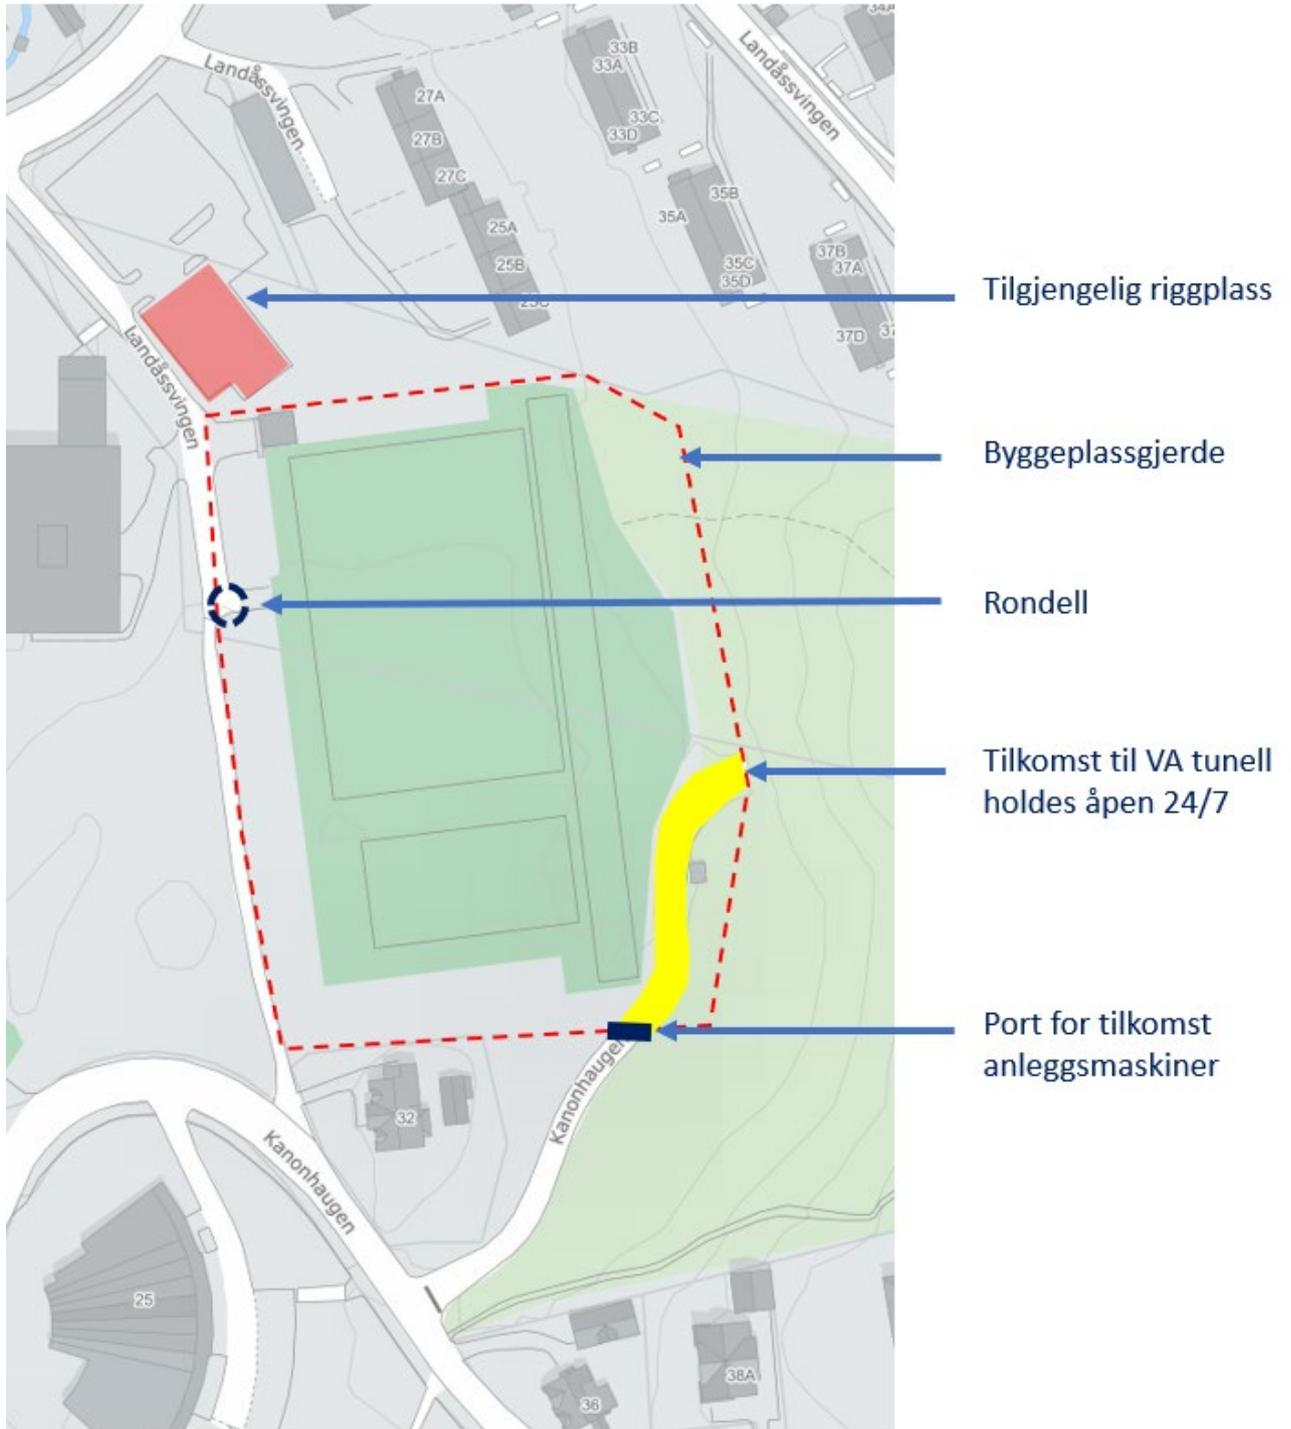 34A
33B
33A
Landåssvingen
Landåssvingen
27A
33C
33D
27B
27C
35B
35A
25A
37B
37A
25B
35C
35D
Tilgjengelig riggplass
25C
37D
Landåssvingen
Byggeplassgjerde
Rondell
Tilkomst til VA tunell
holdes åpen 24/7
Port for tilkomst
anleggsmaskiner
Kanonhaugen
32
Kanonhaugen
25
38A
36